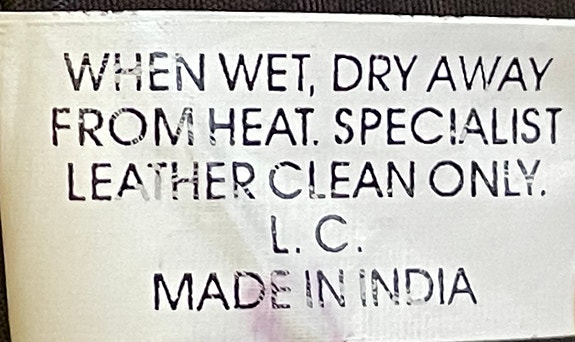 WHEN WET, DRY AWAY
FROM HEAT. SPECIALIST
LEATHER CLEAN ONLY.
L. C.
MADE IN INDIA